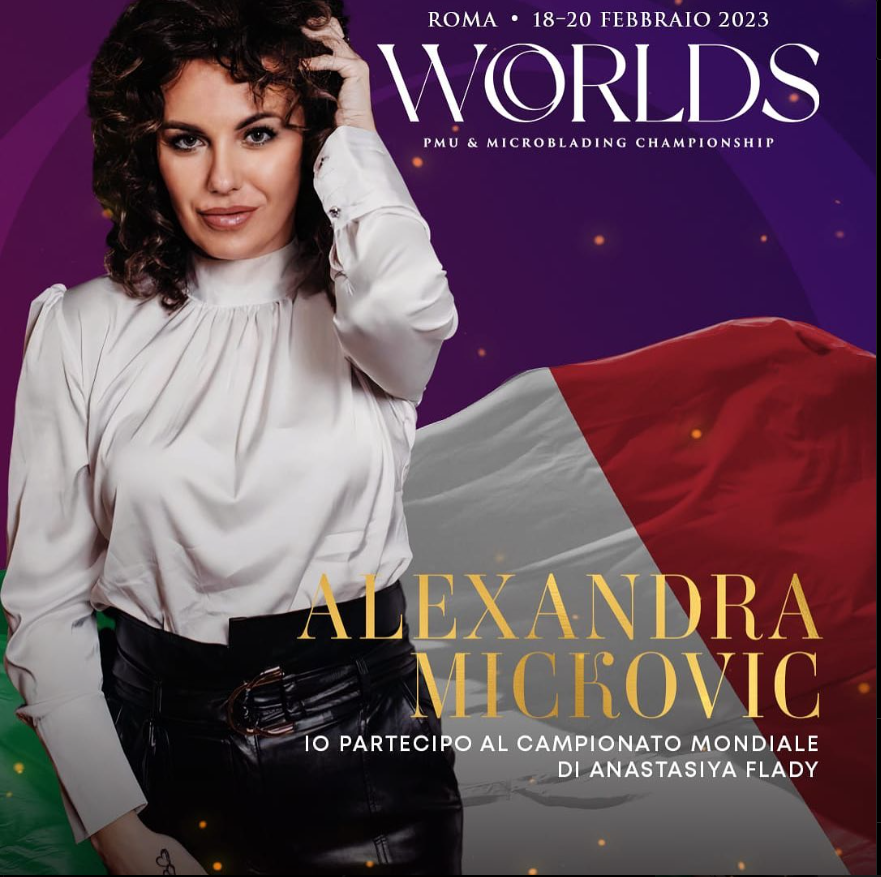 ROMA • 18-20 FEBBRAIO 2023
WORLDS
PMU & MICROBLADING CHAMPIONSHIP
ALEXANDRA
MICKOVIC
IO PARTECIPO AL CAMPIONATO MONDIALE
DI ANASTASIYA FLADY